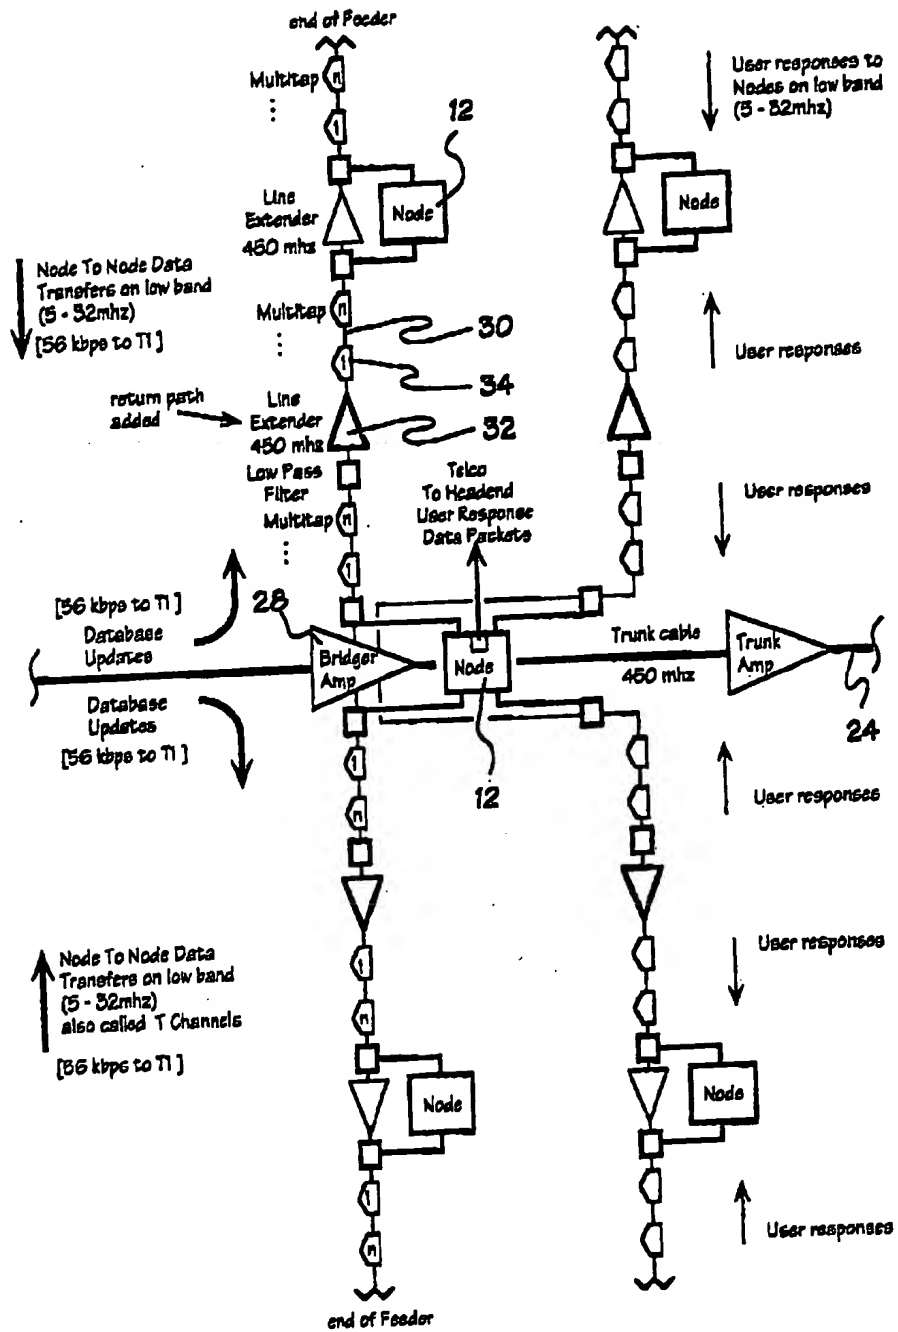 end of Feeder
Multitap
n
1
12
User responses to
Nodes on low band
(5 - 32mhz)
Line
Extender
450 mhz
Node
Node
Node To Node Data
Transfers on low band
(5 - 32mhz)
[56 kbps to T1 ]
Multitap
n
30
1
34
User responses
return path
added
Line
Extender
450 mhz
32
Low Pass
Filter
Telco
To Headend
User Response
Data Packets
User responses
Multitap
n
1
[56 kbps to T1 ]
Database
Updates
28
Bridger
Amp
Node
Trunk cable
450 mhz
Trunk
Amp
24
Database
Updates
[56 kbps to T1 ]
1
12
User responses
n
Node To Node Data
Transfers on low band
(5 - 32mhz)
also called T Channels
[56 kbps to T1 ]
1
n
User responses
Node
Node
1
n
User responses
end of Feeder